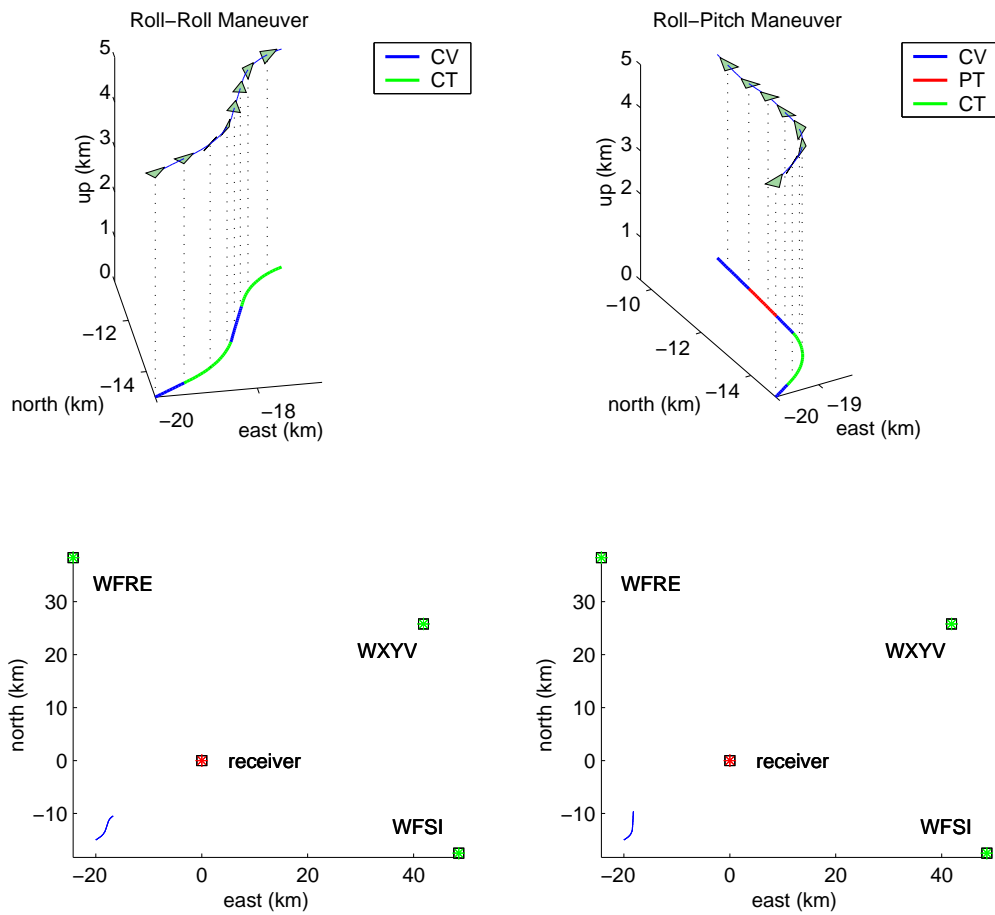 Roll−Roll Maneuver
CV
CT
5
4
3
2
1
0
up (km)
−12
−14
north (km)
−20
−18
east (km)
Roll−Pitch Maneuver
CV
PT
CT
5
4
3
2
1
0
up (km)
−10
−12
−14
north (km)
−20
−19
east (km)
WFRE
WXYV
receiver
WFSI
30
20
10
0
−10
north (km)
−20
0
20
40
east (km)
WFRE
WXYV
receiver
WFSI
30
20
10
0
−10
north (km)
−20
0
20
40
east (km)